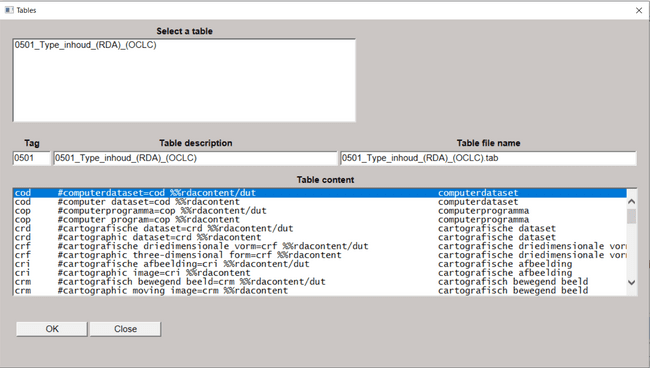 Tables
Select a table
0501_Type_inhoud_(RDA)_(OCLC)
Tag Table description Table file name
0501 0501_Type_inhoud_(RDA)_(OCLC) 0501_Type_inhoud_(RDA)_(OCLC).tab
Table content
cod #computerdataset=cod %%rdacontent/dut computerdataset
cod #computer dataset=cod %%rdacontent computerdataset
cop #computerprogramma=cop %%rdacontent/dut computerprogramma
cop #computer program=cop %%rdacontent computerprogramma
crd #cartografische dataset=crd %%rdacontent/dut cartografische dataset
crd #cartographic dataset=crd %%rdacontent cartografische dataset
crf #cartografische driedimensionale vorm=crf %%rdacontent/dut cartografische driedimensionale vorm
crf #cartographic three-dimensional form=crf %%rdacontent cartografische driedimensionale vorm
cri #cartografische afbeelding=cri %%rdacontent/dut cartografische afbeelding
cri #cartographic image=cri %%rdacontent cartografische afbeelding
crm #cartografisch bewegend beeld=crm %%rdacontent/dut cartografisch bewegend beeld
crm #cartographic moving image=crm %%rdacontent cartografisch bewegend beeld
OK Close